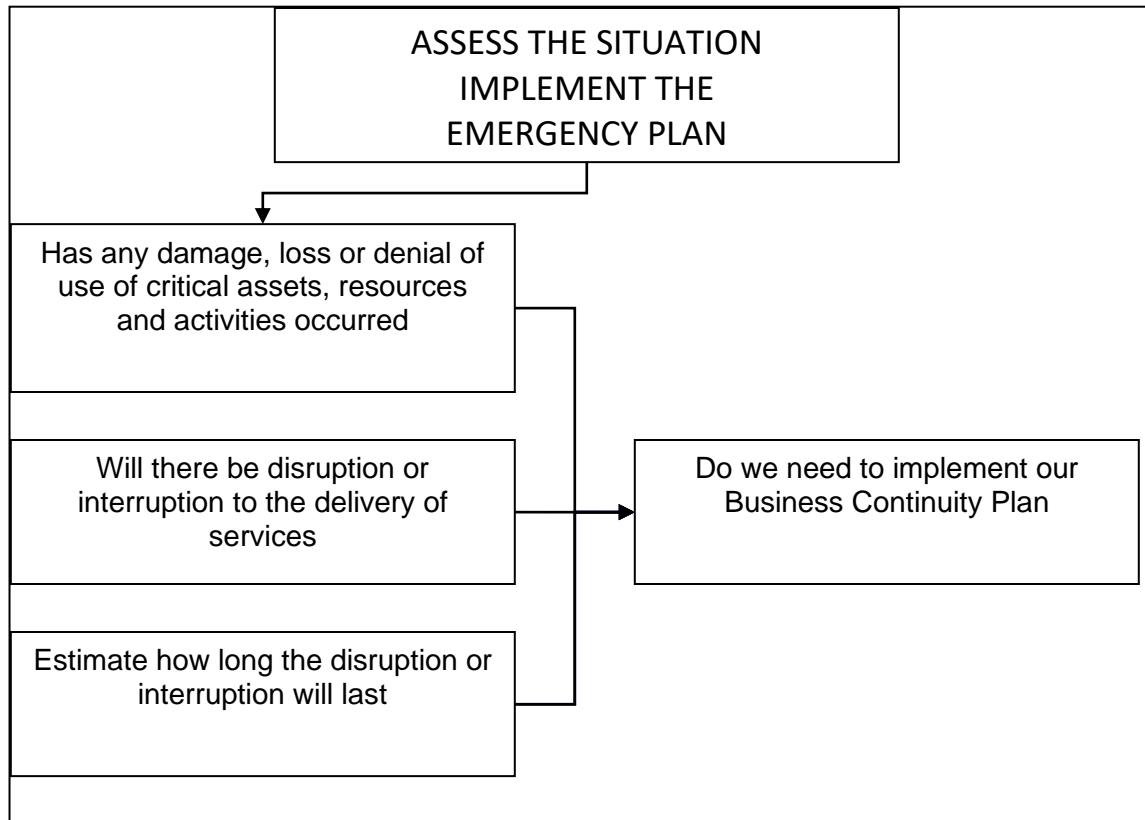 ASSESS THE SITUATION
IMPLEMENT THE
EMERGENCY PLAN
Has any damage, loss or denial of
use of critical assets, resources
and activities occurred
Will there be disruption or
interruption to the delivery of
services
Do we need to implement our
Business Continuity Plan
Estimate how long the disruption or
interruption will last